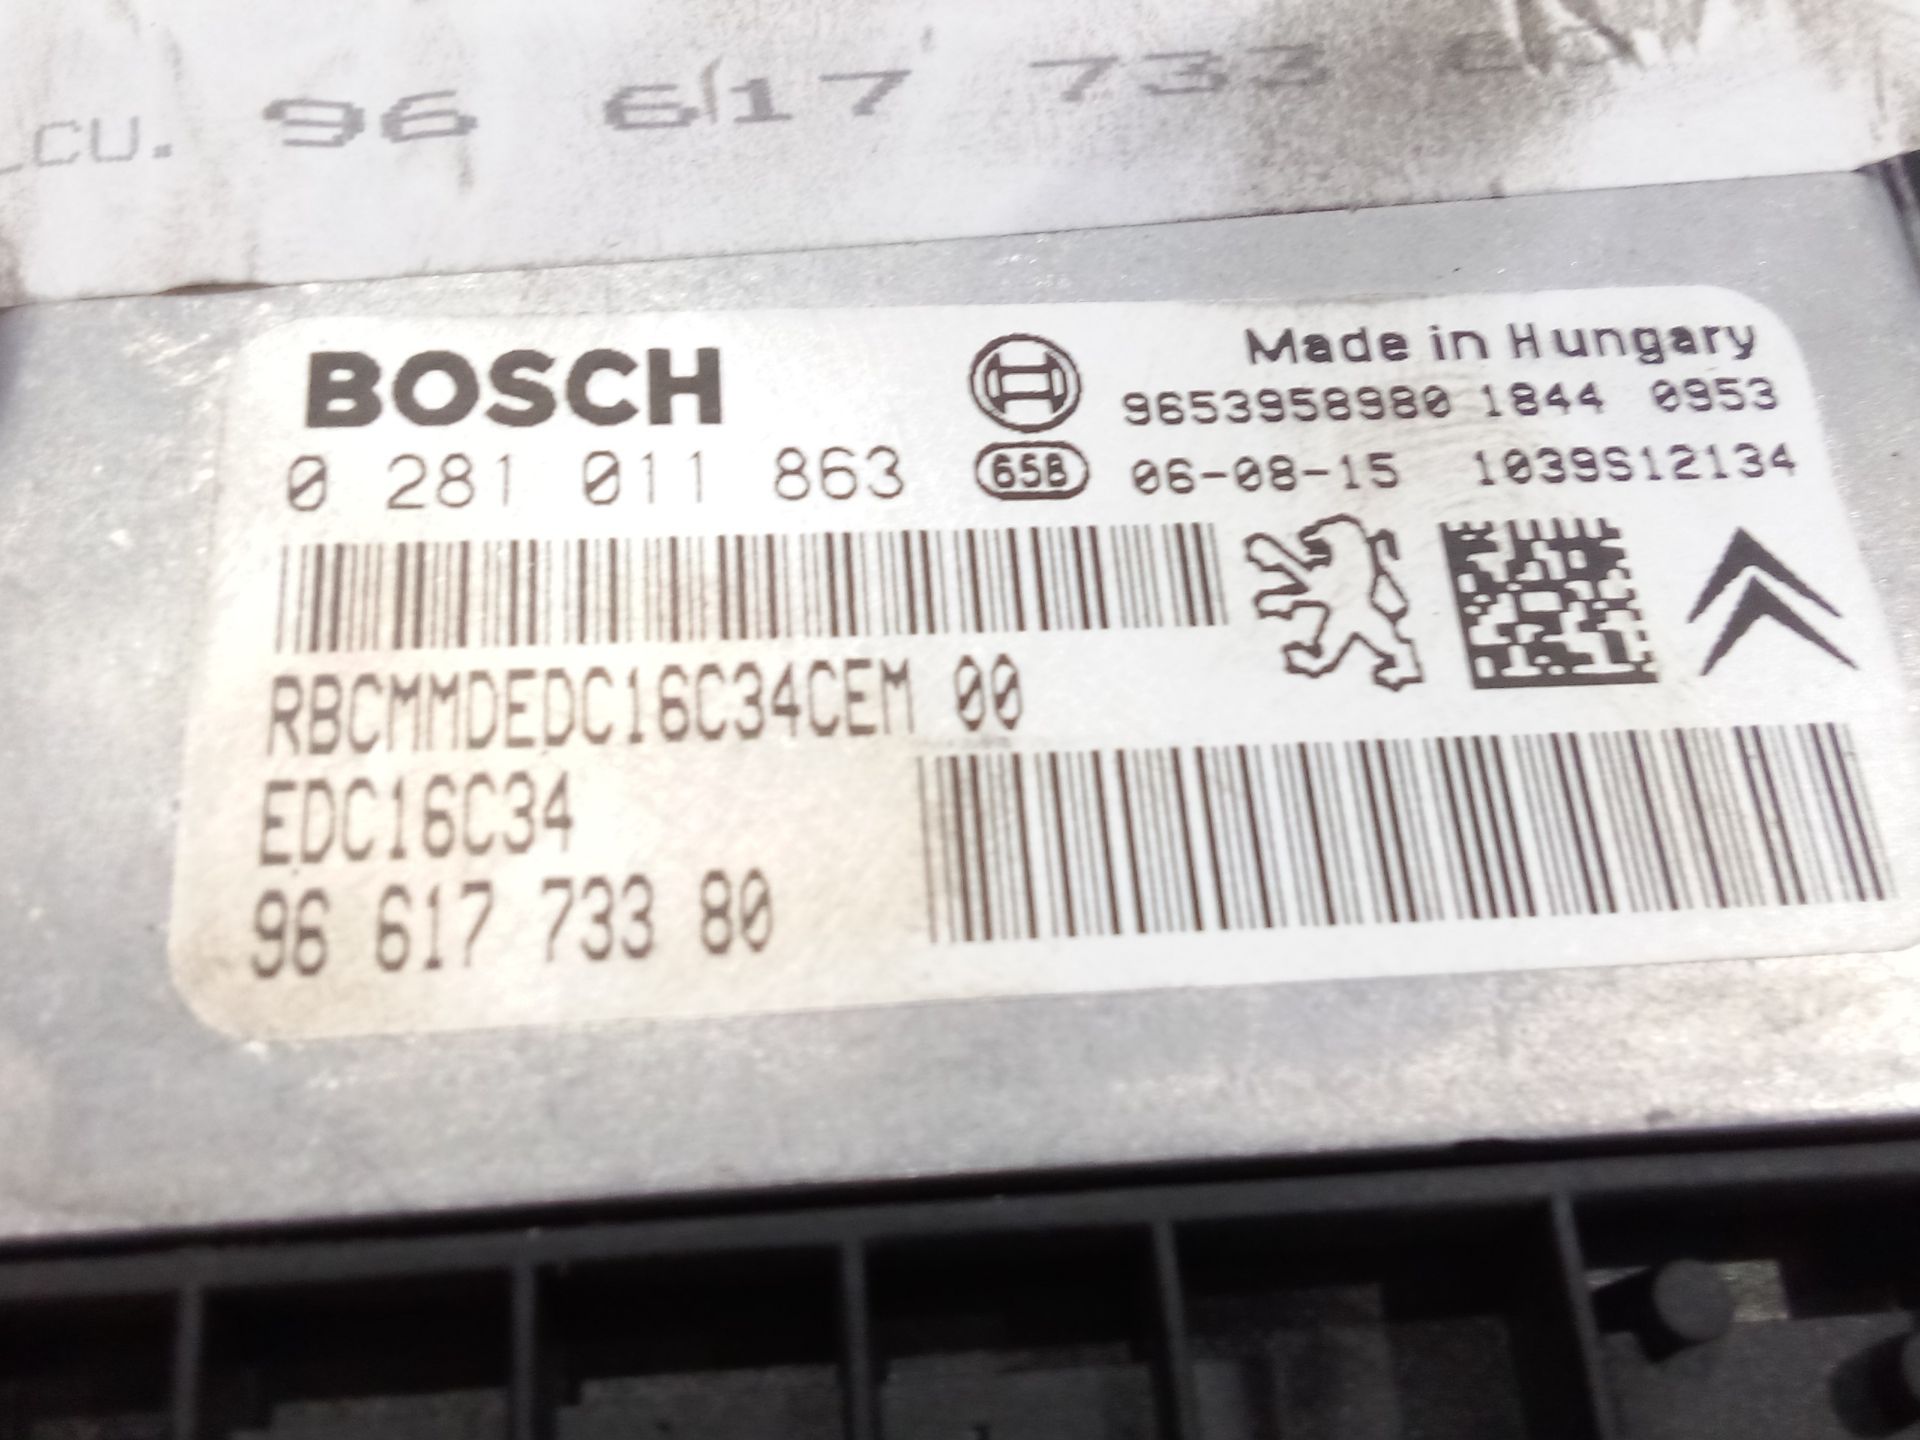 CU. 96 617 733
BOSCH
Made in Hungary
9653958980 1844 0953
0 281 011 863
65B
06-08-15 1039S12134
RBCMMDEDC16C34CEM 00
EDC16C34
96 617 733 80